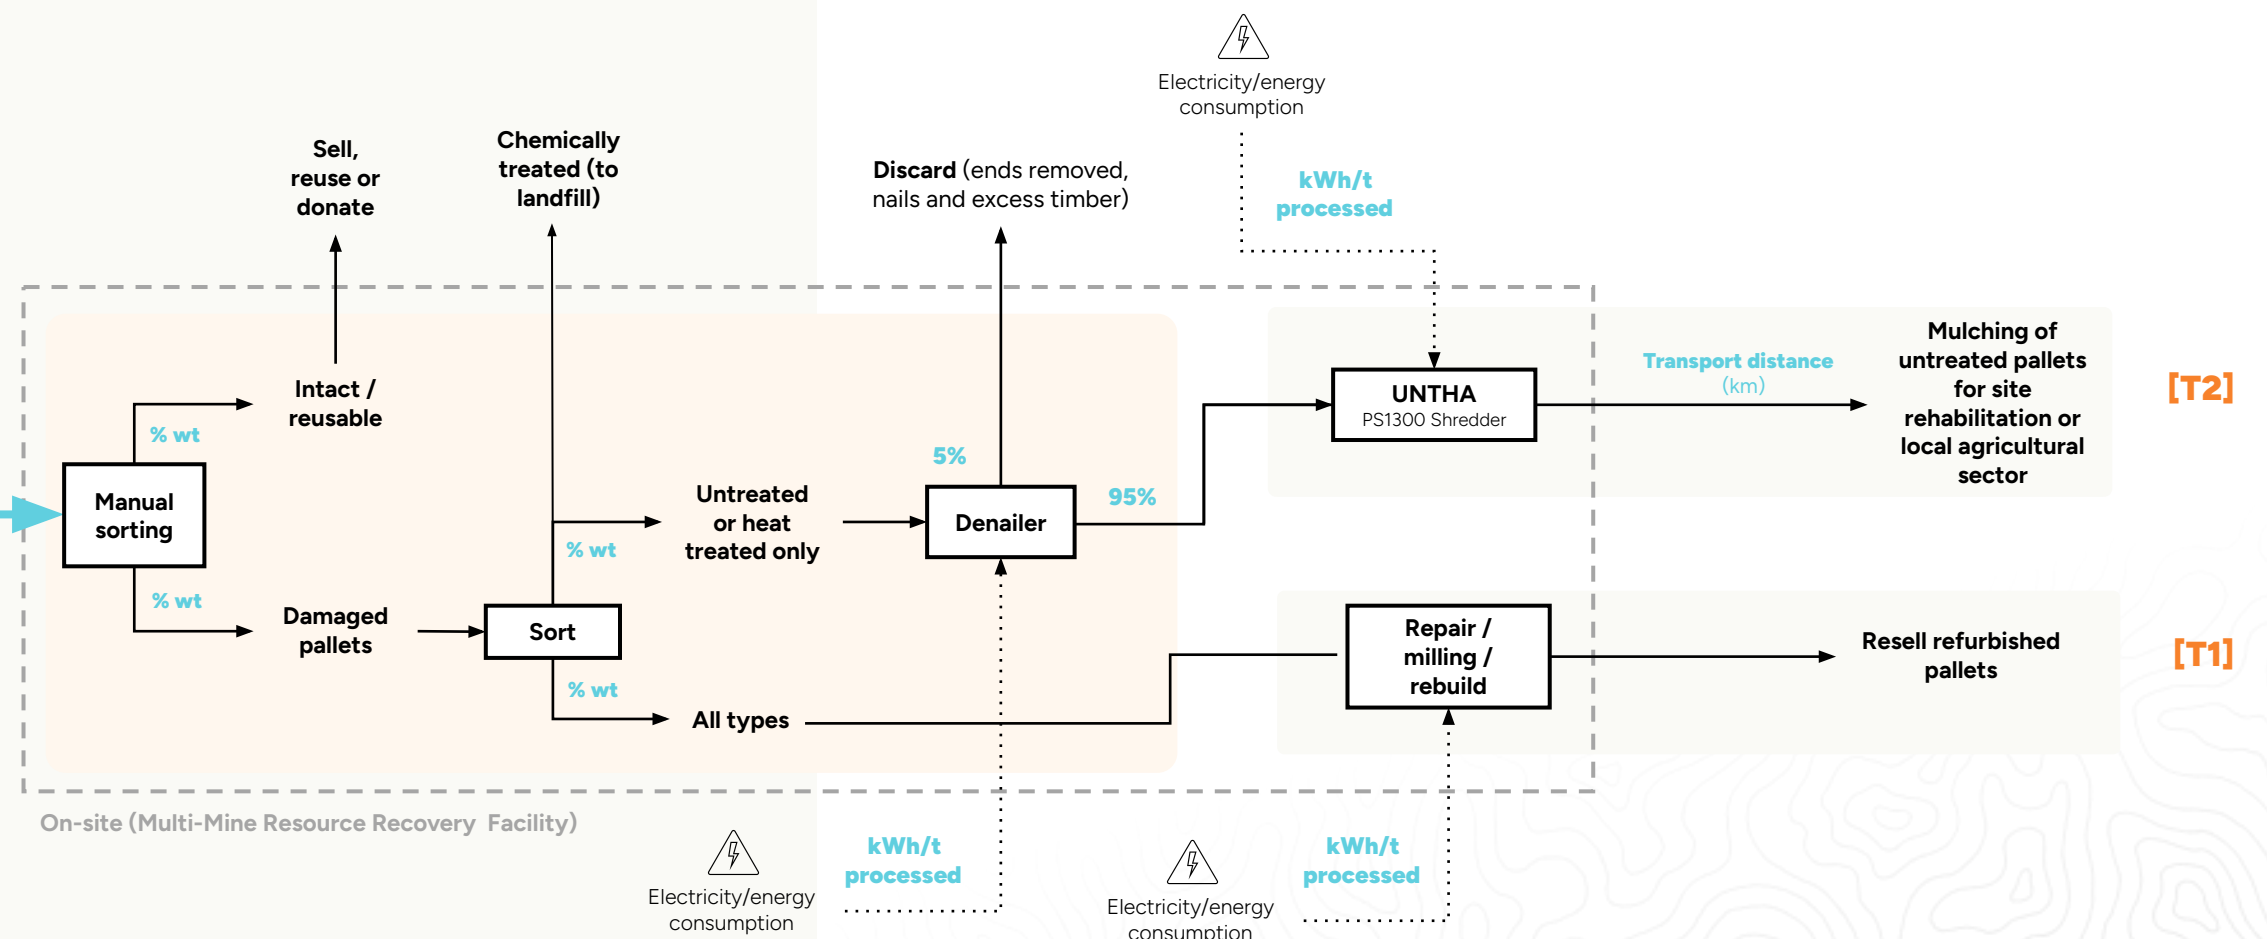 Electricity/energy
consumption
Sell,
reuse or
donate
Chemically
treated (to
landfill)
Discard (ends removed,
nails and excess timber)
kWh/t
processed
Intact /
reusable
% wt
Manual
sorting
% wt
Damaged
pallets
Sort
% wt
Untreated
or heat
treated only
% wt
All types
5%
Denailer
95%
UNTHA
PS1300 Shredder
Transport distance
(km)
Mulching of
untreated pallets
for site
rehabilitation or
local agricultural
sector
[T2]
Repair /
milling /
rebuild
Resell refurbished
pallets
[T1]
On-site (Multi-Mine Resource Recovery Facility)
Electricity/energy
consumption
kWh/t
processed
Electricity/energy
consumption
kWh/t
processed